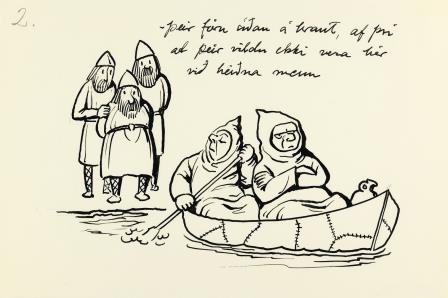 2.
- þeir fóru síðan á braut, af því
at þeir vildu ekki vera hér
við heiðna menn